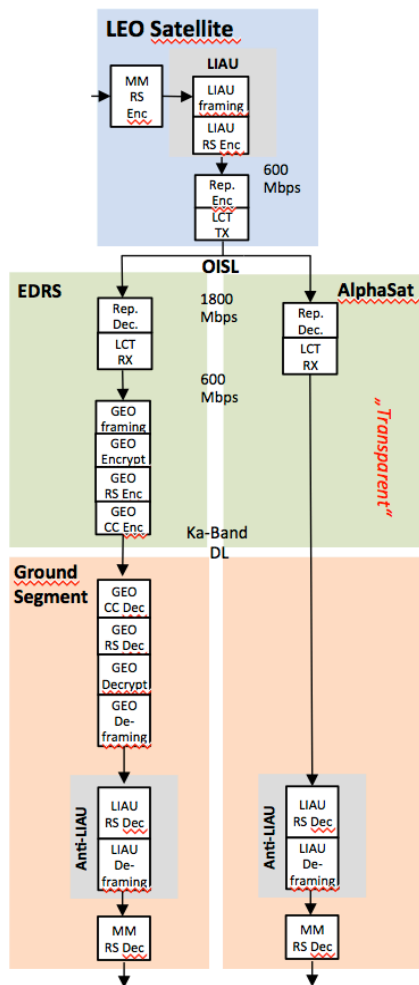 LEO Satellite
LIAU
MM
RS
Enc
LIAU
framing
LIAU
RS Enc
600
Mbps
Rep.
Enc
LCT
TX
OISL
EDRS
1800
Mbps
AlphaSat
Rep.
Dec.
LCT
RX
Rep.
Dec.
LCT
RX
600
Mbps
„Transparent“
GEO
framing
GEO
Encrypt
GEO
RS Enc
GEO
CC Enc
Ka-Band
DL
Ground
Segment
GEO
CC Dec
GEO
RS Dec
GEO
Decrypt
GEO
De-
framing
Anti-LIAU
LIAU
RS Dec
LIAU
De-
framing
MM
RS Dec
Anti-LIAU
LIAU
RS Dec
LIAU
De-
framing
MM
RS Dec